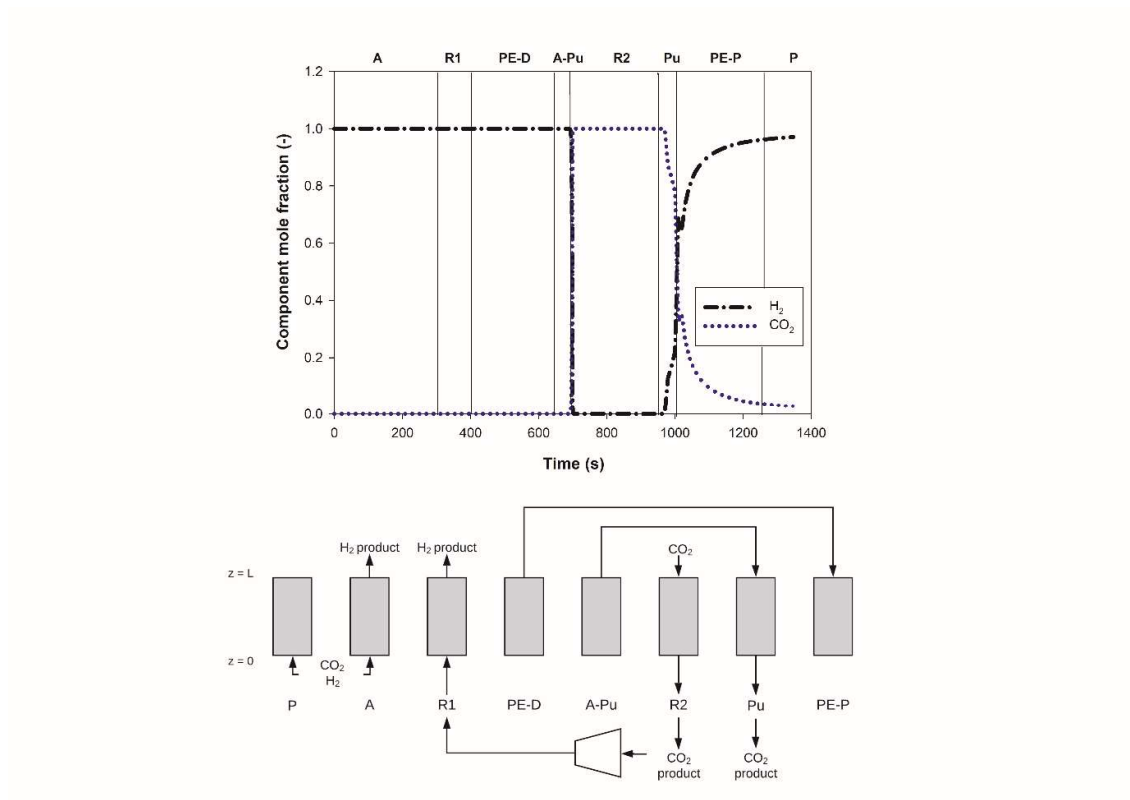 A R1 PE-D A-Pu R2 Pu PE-P P
1.2
1.0
0.8
0.6
0.4
0.2
0.0
Component mole fraction (-)
H₂
CO₂
0 200 400 600 800 1000 1200 1400
Time (s)
H₂ product H₂ product CO₂
z = L
z = 0
CO₂
H₂
P A R1 PE-D A-Pu R2 Pu PE-P
CO₂ CO₂
product product